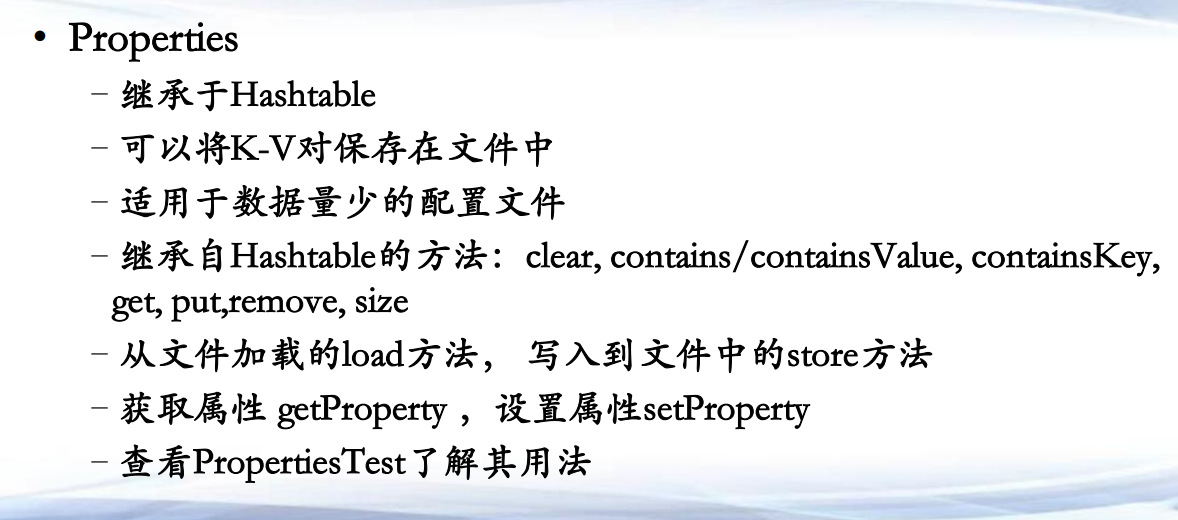 • Properties
– 继承于Hashtable
– 可以将K-V对保存在文件中
– 适用于数据量少的配置文件
– 继承自Hashtable的方法：clear, contains/containsValue, containsKey,
get, put,remove, size
– 从文件加载的load方法， 写入到文件中的store方法
– 获取属性 getProperty ，设置属性setProperty
– 查看PropertiesTest了解其用法